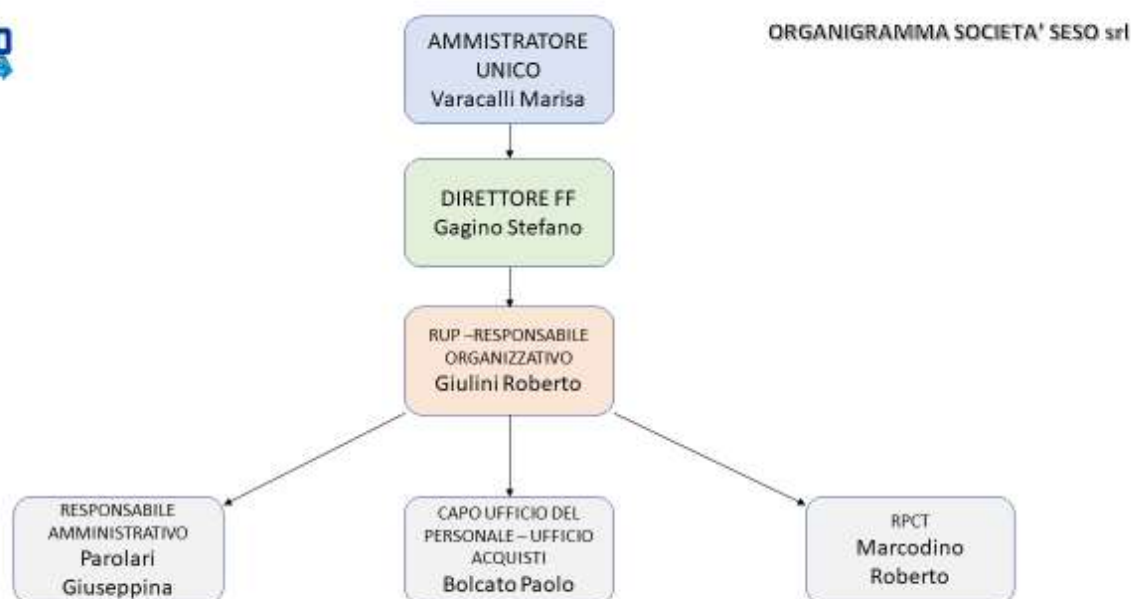 ORGANIGRAMMA SOCIETA' SESO srl
AMMISTRATORE
UNICO
Varacalli Marisa
DIRETTORE FF
Gagino Stefano
RUP –RESPONSABILE
ORGANIZZATIVO
Giulini Roberto
RESPONSABILE
AMMINISTRATIVO
Parolari
Giuseppina
CAPO UFFICIO DEL
PERSONALE – UFFICIO
ACQUISTI
Bolcato Paolo
RPCT
Marcodino
Roberto